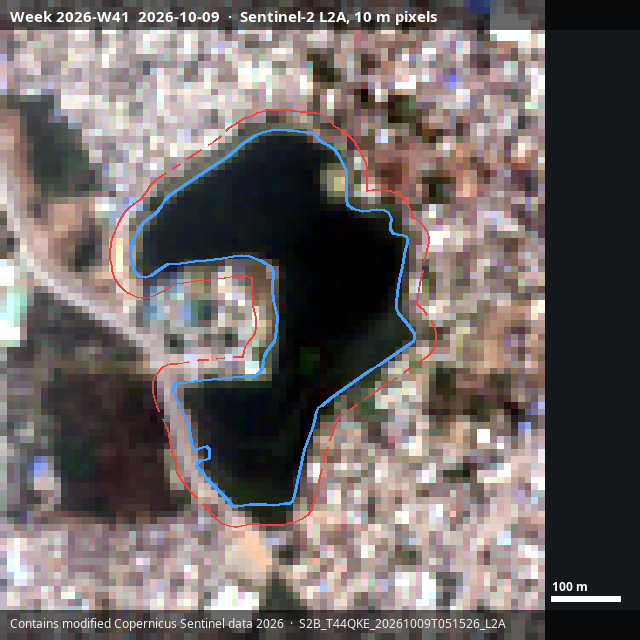 Week 2026-W41  2026-10-09  ·  Sentinel-2 L2A, 10 m pixels
100 m
Contains modified Copernicus Sentinel data 2026  ·  S2B_T44QKE_20261009T051526_L2A